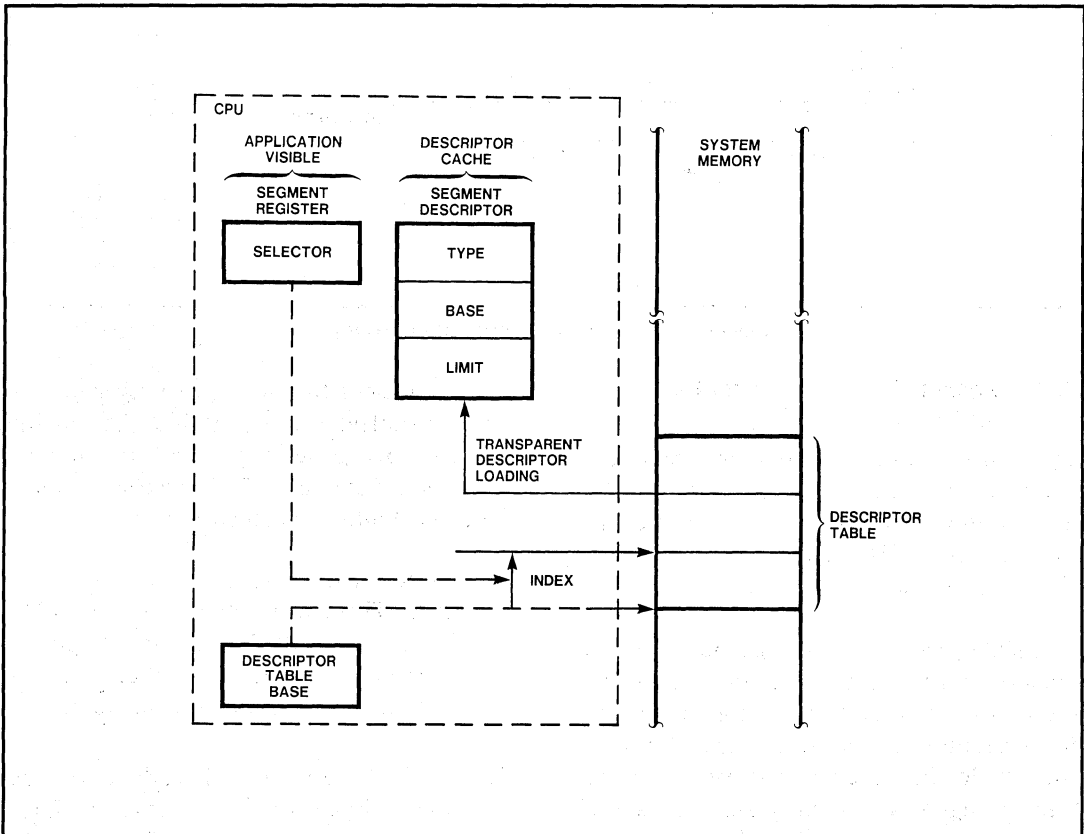 CPU
APPLICATION
VISIBLE
SEGMENT
REGISTER
SELECTOR
DESCRIPTOR
CACHE
SEGMENT
DESCRIPTOR
TYPE
BASE
LIMIT
SYSTEM
MEMORY
TRANSPARENT
DESCRIPTOR
LOADING
DESCRIPTOR
TABLE
INDEX
DESCRIPTOR
TABLE
BASE